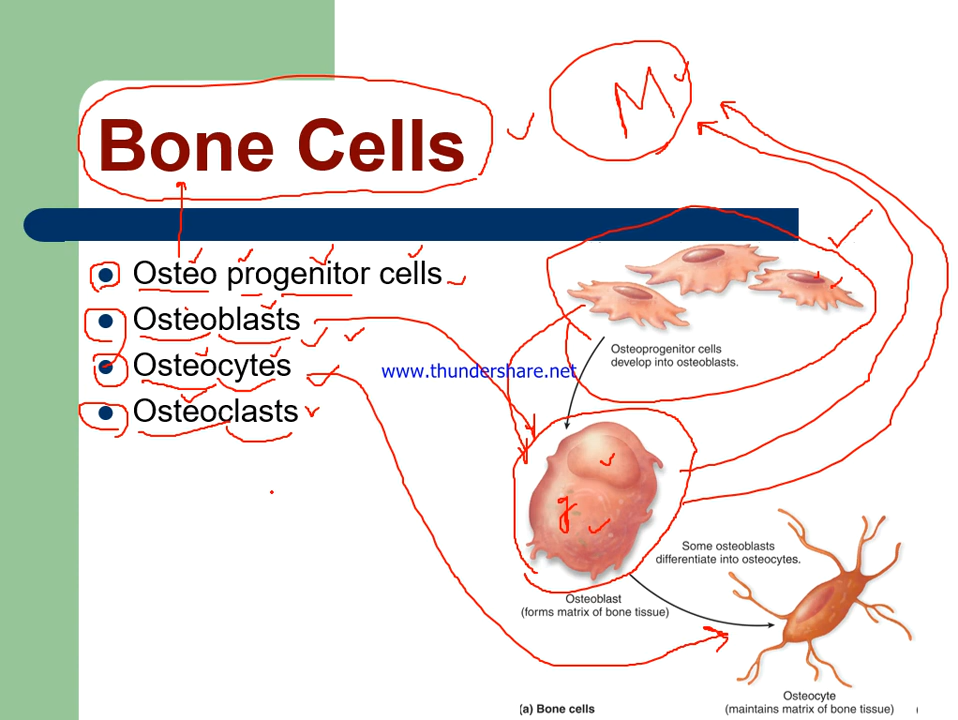 Bone Cells
M
Osteo progenitor cells
Osteoblasts
Osteocytes
Osteoclasts
www.thundershare.net
Osteoprogenitor cells
develop into osteoblasts.
Some osteoblasts
differentiate into osteocytes.
Osteoblast
(forms matrix of bone tissue)
Osteocyte
(maintains matrix of bone tissue)
(a) Bone cells